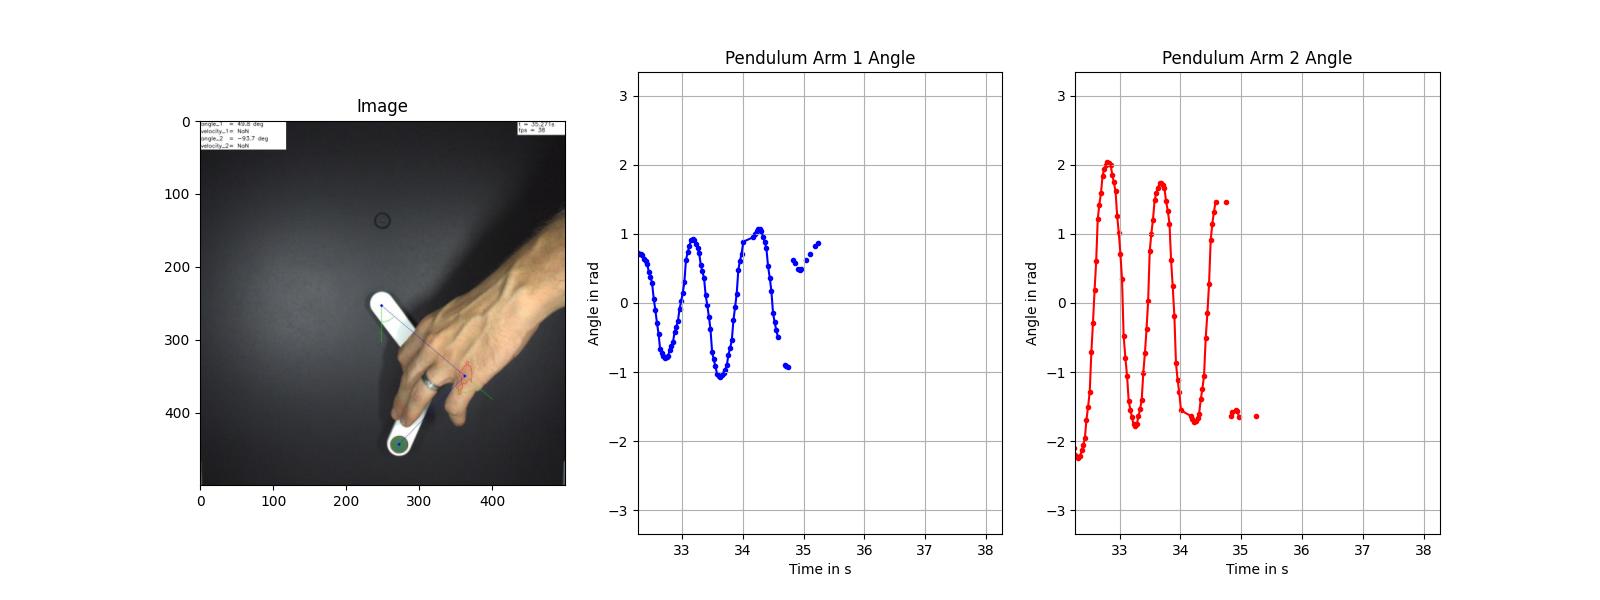 Image
angle_1 = 49.8 deg
velocity_1= NaN
angle_2 = -93.7 deg
velocity_2= NaN
t = 35.271s
fps = 38
0
100
200
300
400
0 100 200 300 400
Pendulum Arm 1 Angle
Angle in rad
3
2
1
0
−1
−2
−3
33 34 35 36 37 38
Time in s
Pendulum Arm 2 Angle
Angle in rad
3
2
1
0
−1
−2
−3
33 34 35 36 37 38
Time in s